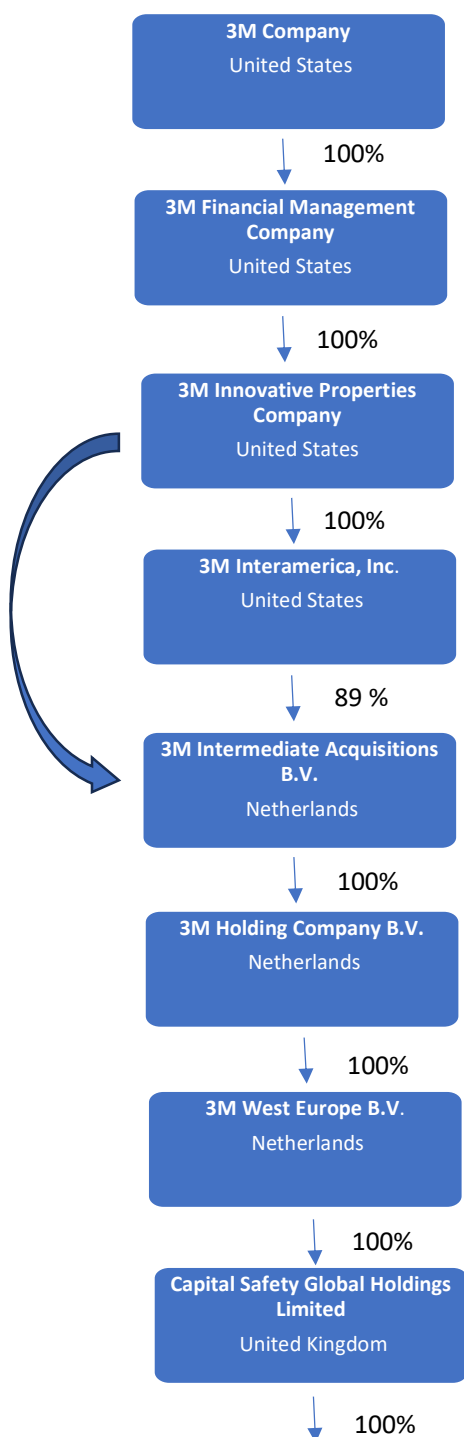 3M Company
United States
100%
3M Financial Management
Company
United States
100%
3M Innovative Properties
Company
United States
100%
3M Interamerica, Inc.
United States
89 %
3M Intermediate Acquisitions
B.V.
Netherlands
100%
3M Holding Company B.V.
Netherlands
100%
3M West Europe B.V.
Netherlands
100%
Capital Safety Global Holdings
Limited
United Kingdom
100%